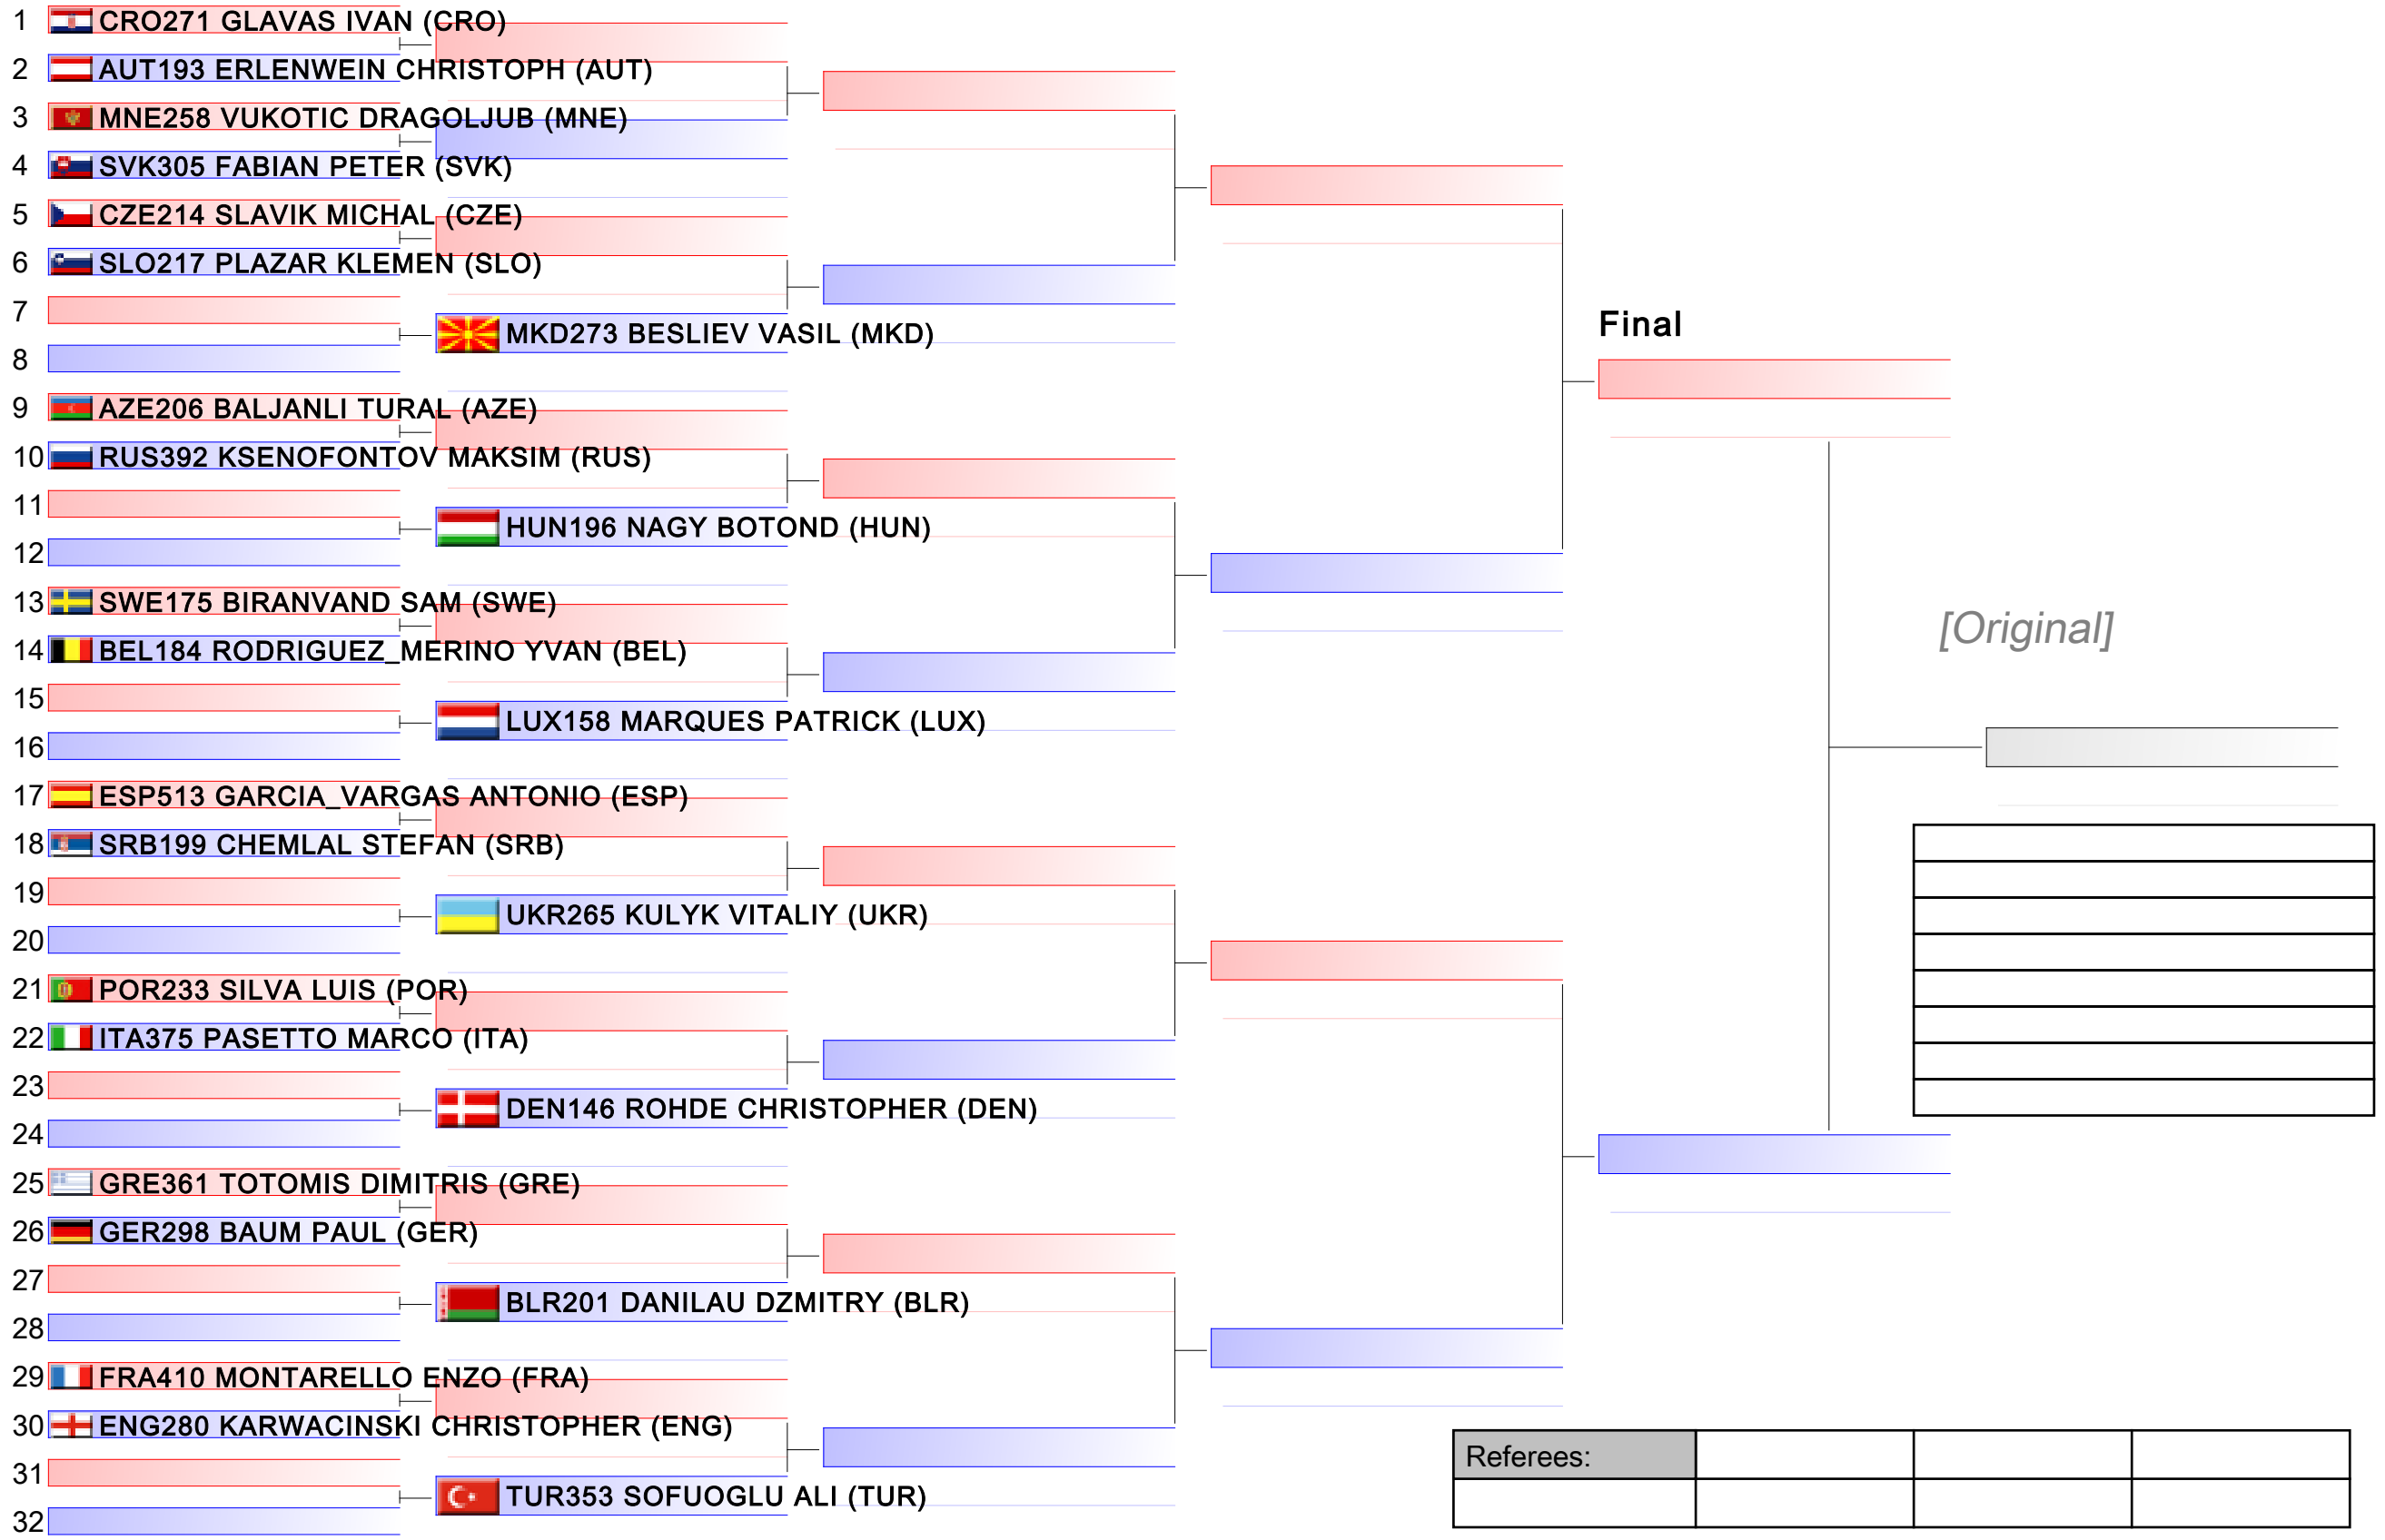 1 CRO271 GLAVAS IVAN (CRO)
2 AUT193 ERLENWEIN CHRISTOPH (AUT)
3 MNE258 VUKOTIC DRAGOLJUB (MNE)
4 SVK305 FABIAN PETER (SVK)
5 CZE214 SLAVIK MICHAL (CZE)
6 SLO217 PLAZAR KLEMEN (SLO)
7
MKD273 BESLIEV VASIL (MKD)
8
9 AZE206 BALJANLI TURAL (AZE)
10 RUS392 KSENOFONTOV MAKSIM (RUS)
11
HUN196 NAGY BOTOND (HUN)
12
13 SWE175 BIRANVAND SAM (SWE)
14 BEL184 RODRIGUEZ_MERINO YVAN (BEL)
15
LUX158 MARQUES PATRICK (LUX)
16
17 ESP513 GARCIA_VARGAS ANTONIO (ESP)
18 SRB199 CHEMLAL STEFAN (SRB)
19
UKR265 KULYK VITALIY (UKR)
20
21 POR233 SILVA LUIS (POR)
22 ITA375 PASETTO MARCO (ITA)
23
DEN146 ROHDE CHRISTOPHER (DEN)
24
25 GRE361 TOTOMIS DIMITRIS (GRE)
26 GER298 BAUM PAUL (GER)
27
BLR201 DANILAU DZMITRY (BLR)
28
29 FRA410 MONTARELLO ENZO (FRA)
30 ENG280 KARWACINSKI CHRISTOPHER (ENG)
31
TUR353 SOFUOGLU ALI (TUR)
32
Final
[Original]
Referees: